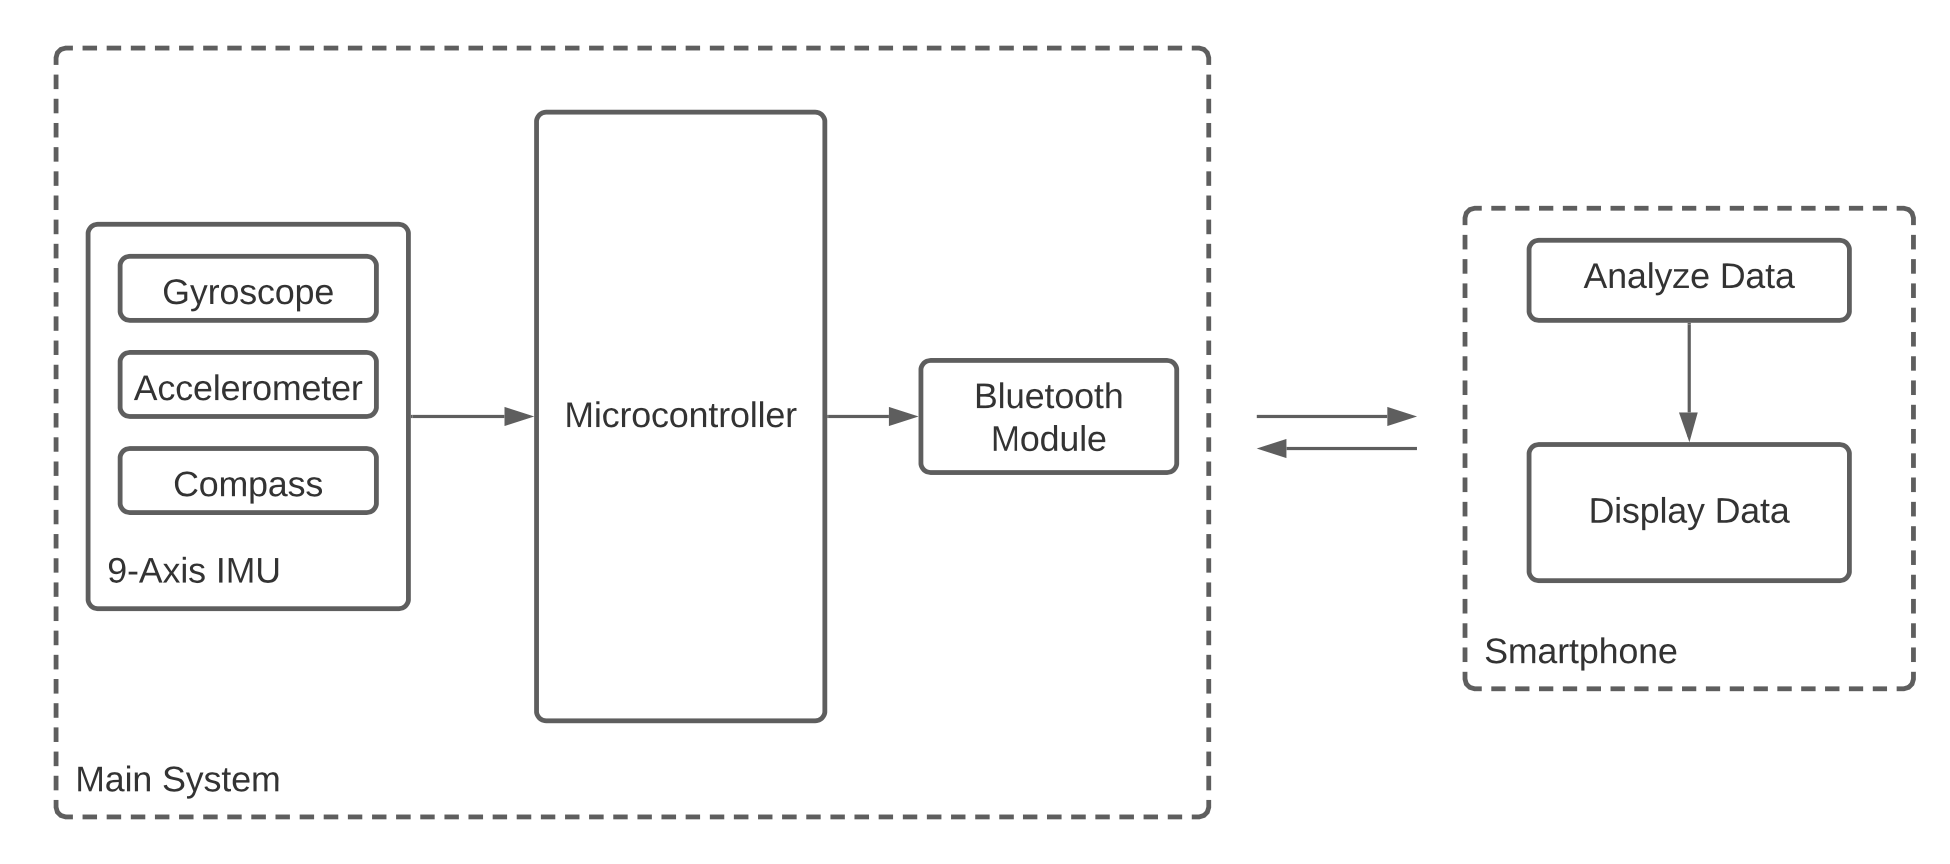 Gyroscope
Accelerometer
Compass
9-Axis IMU
Microcontroller
Bluetooth
Module
Main System
Analyze Data
Display Data
Smartphone